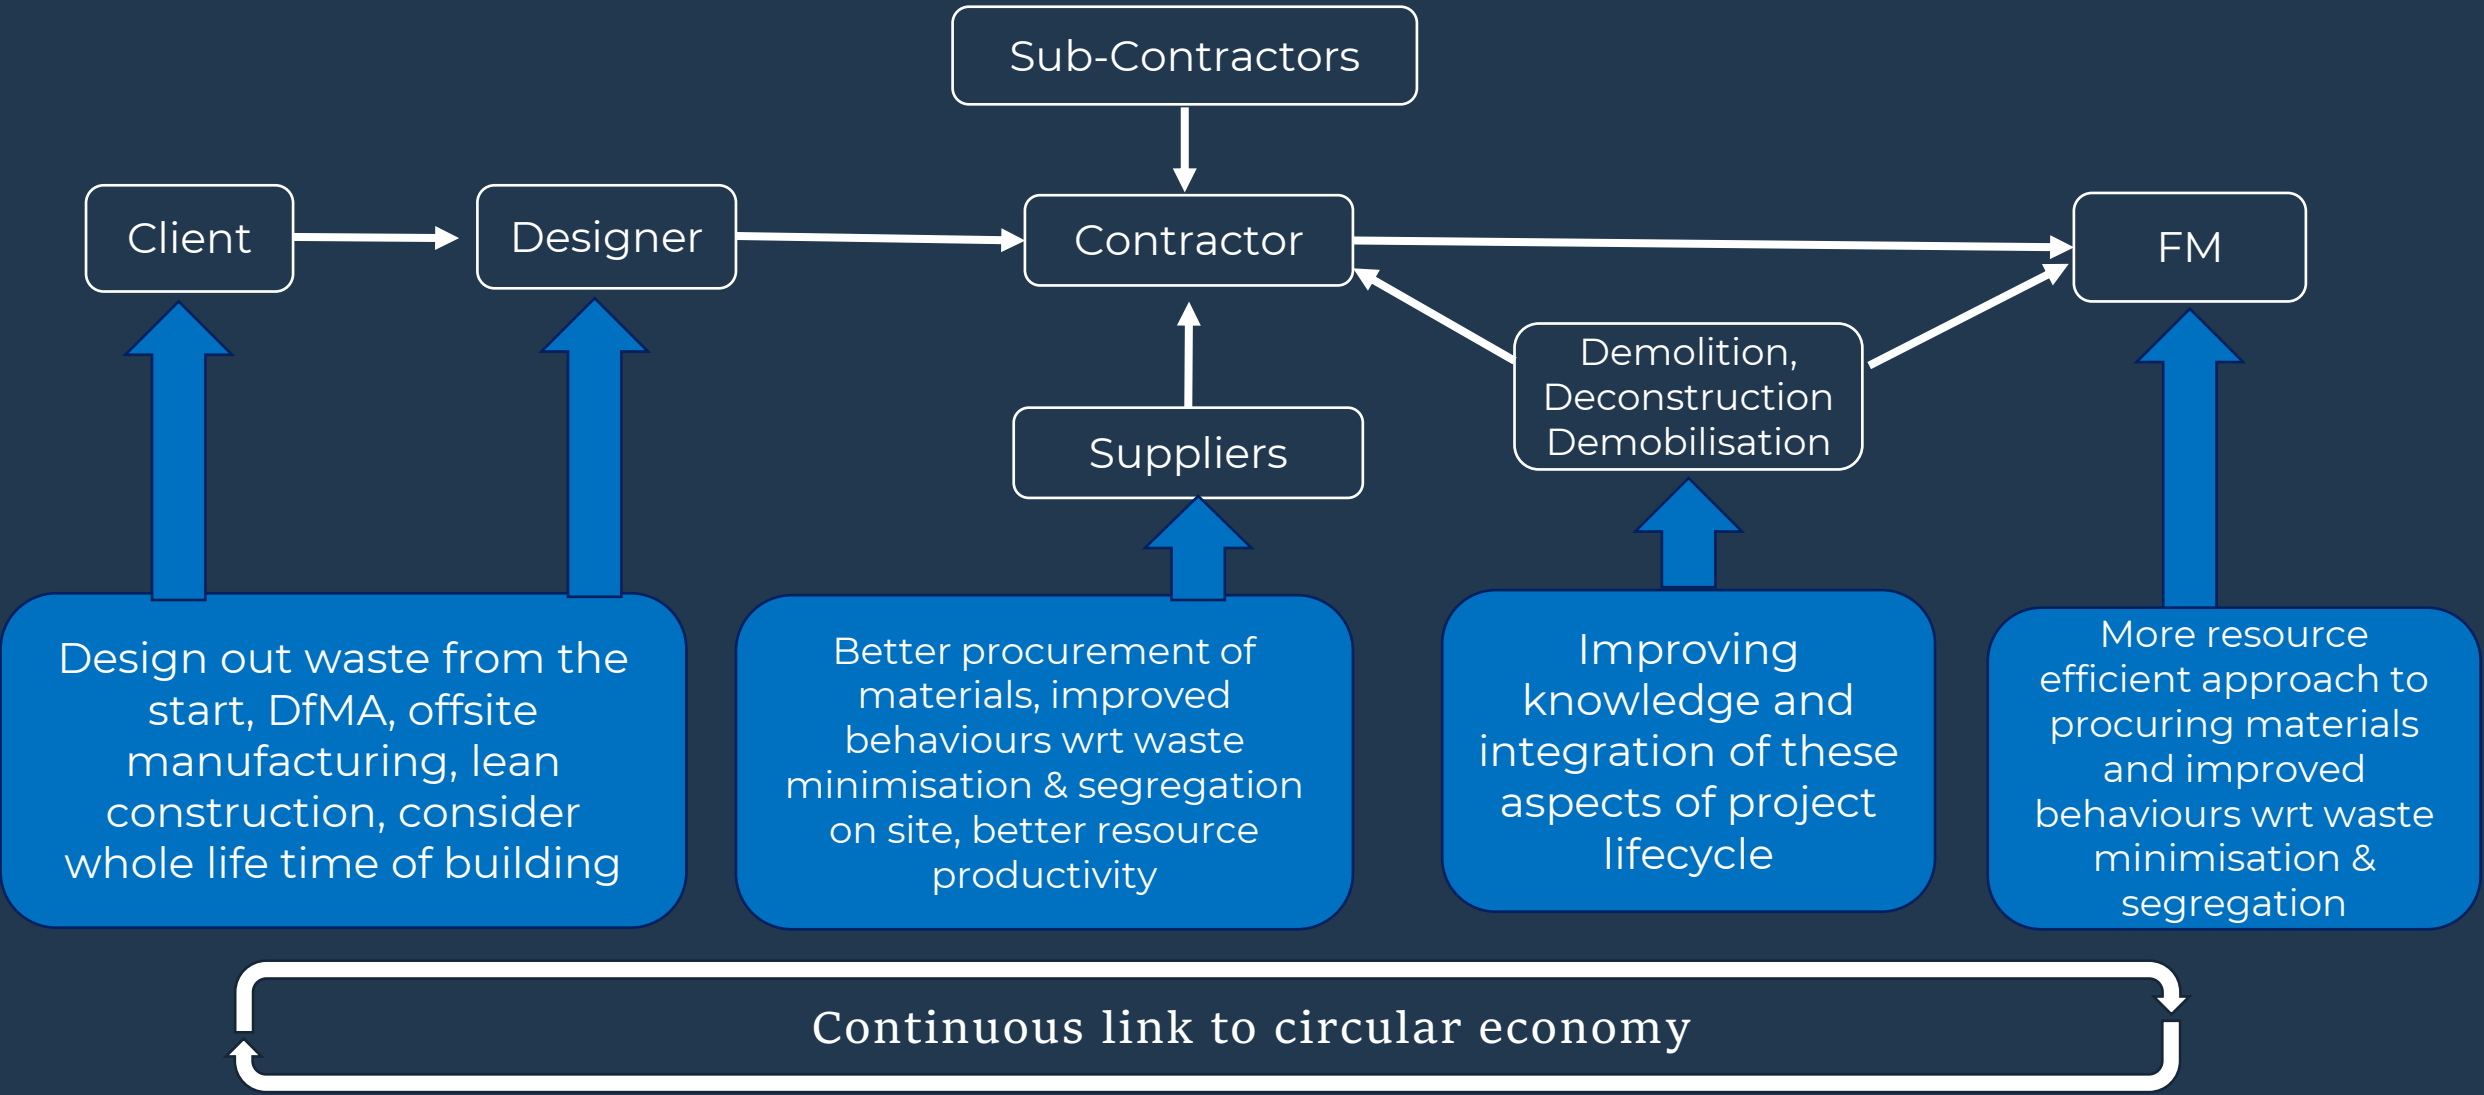 Sub-Contractors
Client
Designer
Contractor
FM
Demolition,
Deconstruction
Demobilisation
Suppliers
Design out waste from the
start, DfMA, offsite
manufacturing, lean
construction, consider
whole life time of building
Better procurement of
materials, improved
behaviours wrt waste
minimisation & segregation
on site, better resource
productivity
Improving
knowledge and
integration of these
aspects of project
lifecycle
More resource
efficient approach to
procuring materials
and improved
behaviours wrt waste
minimisation &
segregation
Continuous link to circular economy